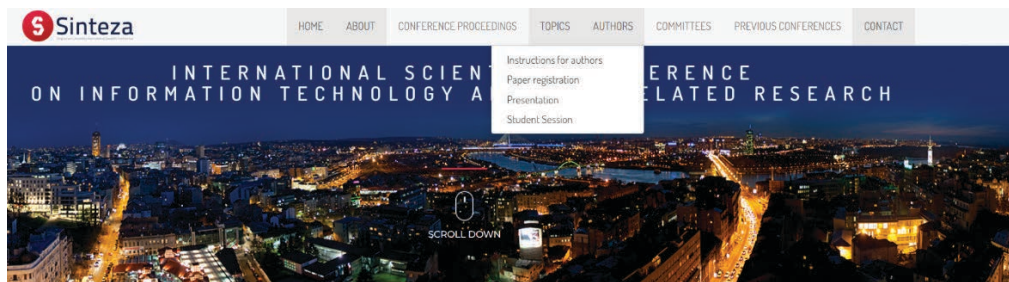 S Sinteza
HOME ABOUT CONFERENCE PROCEEDINGS TOPICS AUTHORS COMMITTEES PREVIOUS CONFERENCES CONTACT
Instructions for authors
Paper registration
Presentation
Student Session
INTERNATIONAL SCIEN ERENCE
ON INFORMATION TECHNOLOGY A ELATED RESEARCH
SCROLL DOWN